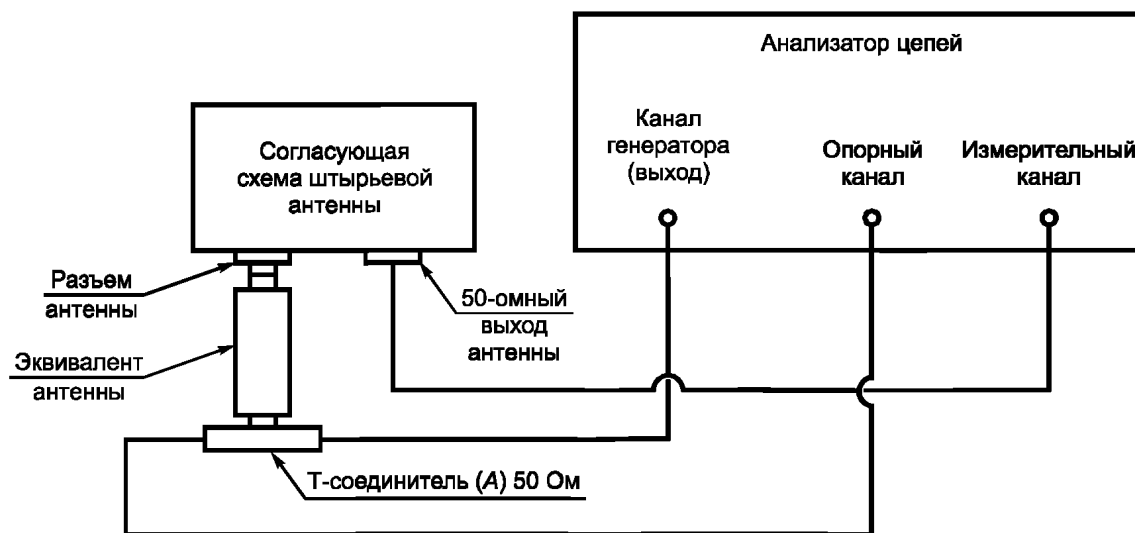 Анализатор цепей
Канал
генератора
(выход)
Опорный
канал
Измерительный
канал
Согласующая
схема штырьевой
антенны
Разъем
антенны
50-омный
выход
антенны
Эквивалент
антенны
Т-соединитель (А) 50 Ом